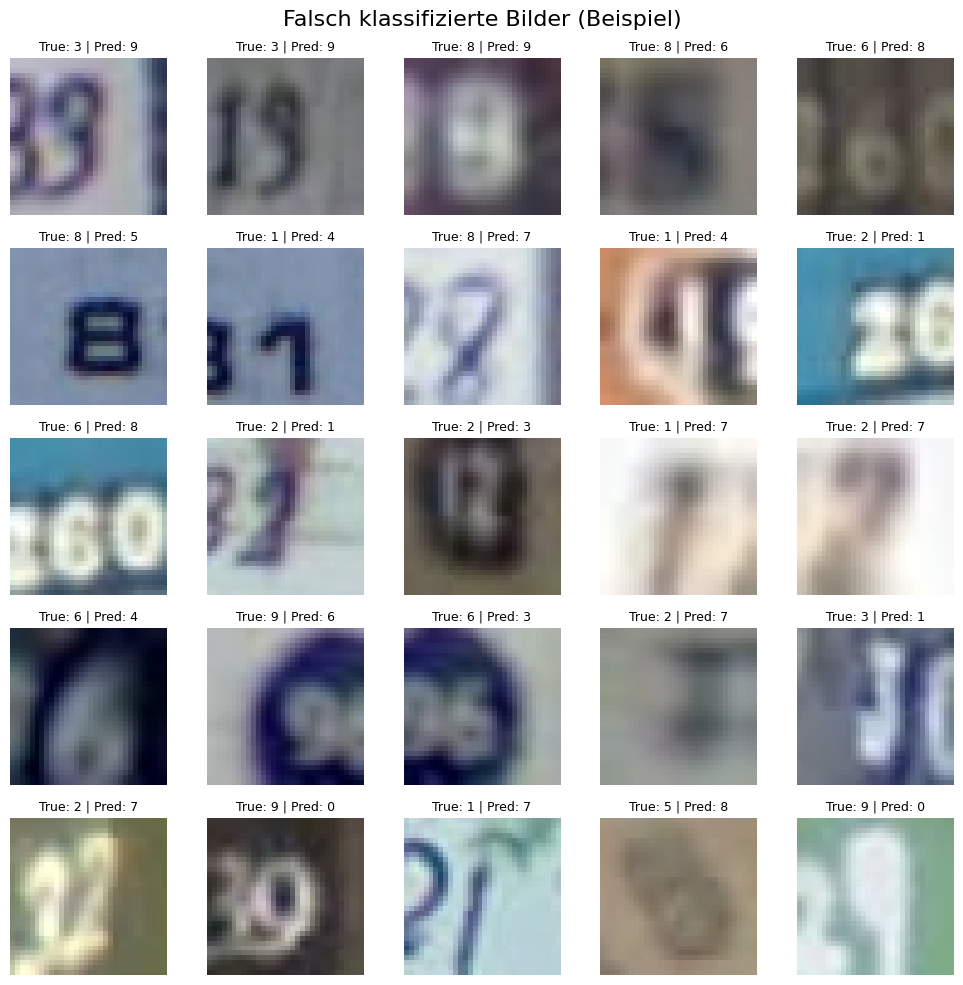 Falsch klassifizierte Bilder (Beispiel)
True: 3 | Pred: 9
True: 3 | Pred: 9
True: 8 | Pred: 9
True: 8 | Pred: 6
True: 6 | Pred: 8
True: 8 | Pred: 5
True: 1 | Pred: 4
True: 8 | Pred: 7
True: 1 | Pred: 4
True: 2 | Pred: 1
8
1
True: 6 | Pred: 8
True: 2 | Pred: 1
True: 2 | Pred: 3
True: 1 | Pred: 7
True: 2 | Pred: 7
60
True: 6 | Pred: 4
True: 9 | Pred: 6
True: 6 | Pred: 3
True: 2 | Pred: 7
True: 3 | Pred: 1
True: 2 | Pred: 7
True: 9 | Pred: 0
True: 1 | Pred: 7
True: 5 | Pred: 8
True: 9 | Pred: 0